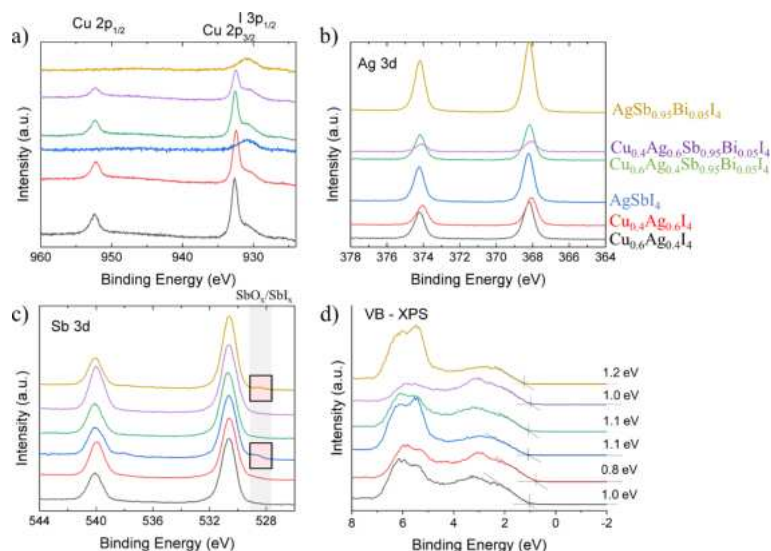 Cu 2p1/2
I 3p1/2
Cu 2p3/2
a)
Intensity (a.u.)
960 950 940 930
Binding Energy (eV)
b)
Ag 3d
Intensity (a.u.)
AgSb0.95Bi0.05I4
Cu0.4Ag0.6Sb0.95Bi0.05I4
Cu0.6Ag0.4Sb0.95Bi0.05I4
AgSbI4
Cu0.4Ag0.6I4
Cu0.6Ag0.4I4
378 376 374 372 370 368 366 364
Binding Energy (eV)
SbOx/SbIx
c)
Sb 3d
Intensity (a.u.)
544 540 536 532 528
Binding Energy (eV)
d)
VB - XPS
Intensity (a.u.)
1.2 eV
1.0 eV
1.1 eV
1.1 eV
0.8 eV
1.0 eV
8 6 4 2 0 -2
Binding Energy (eV)